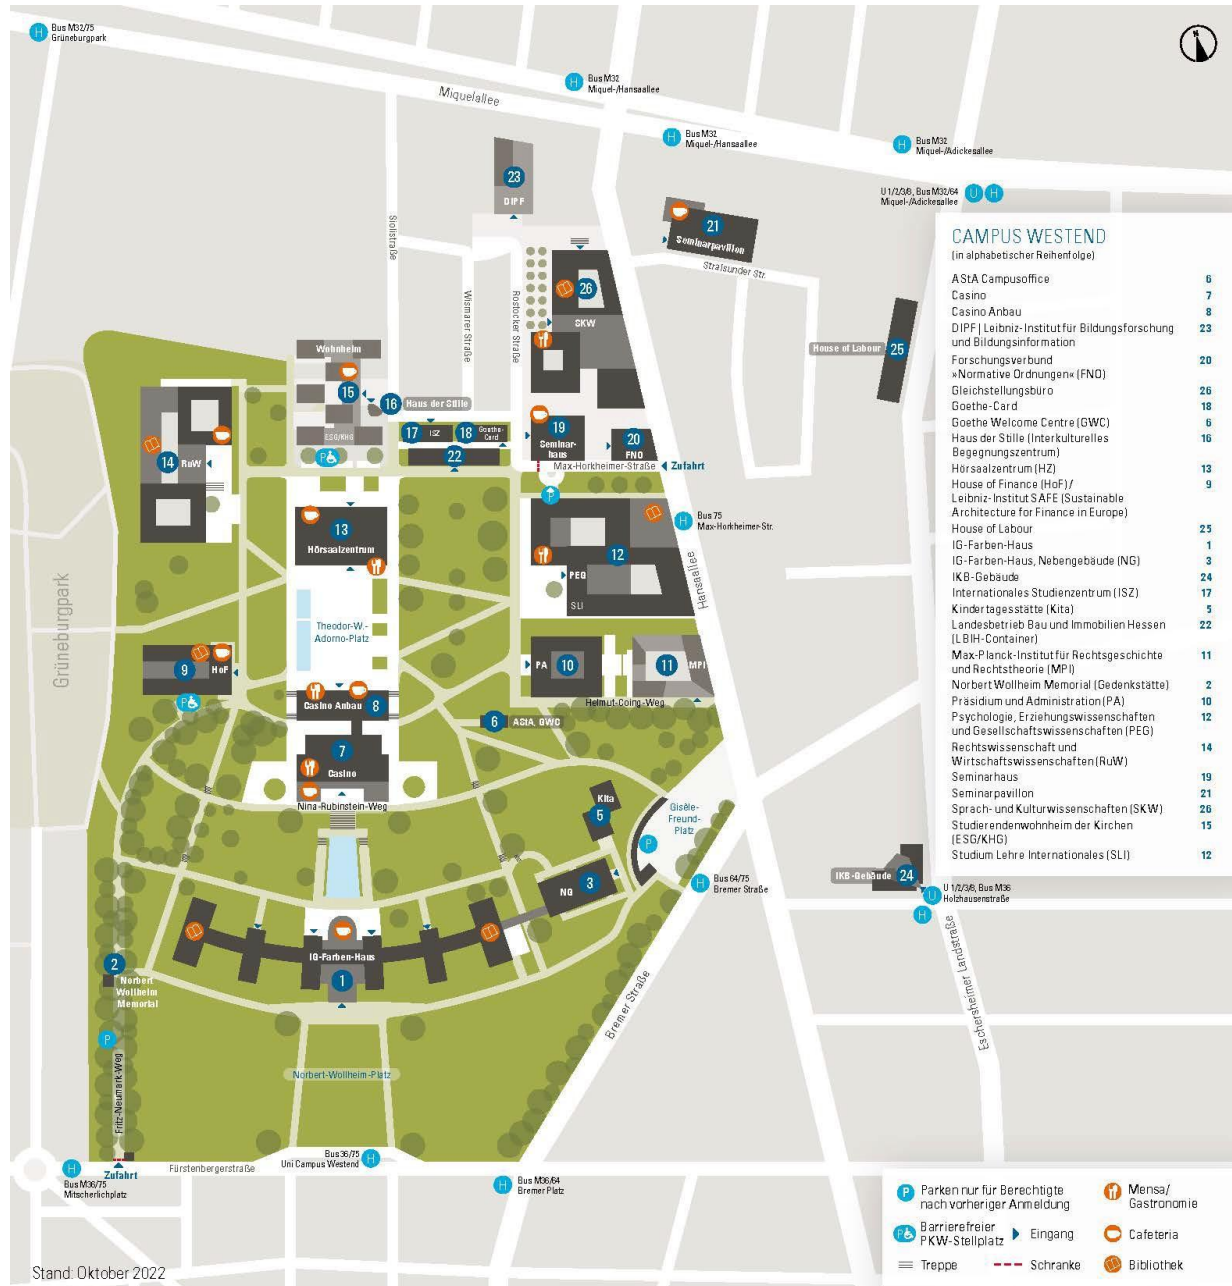 Bus M32/75
Grüneburgpark
Bus M32
Miquel-/Hansaallee
Miquelallee
Bus M32
Miquel-/Hansaallee
Bus M32
Miquel-/Adickesallee
U 1/2/3/8, Bus M32/64
Miquel-/Adickesallee
23
DIPF
21
Seminarpavillon
Stralsunder Str.
Siolistraße
Wismarer Straße
Rostocker Straße
26
SKW
House of Labour 25
Wohnheim
15
16 Haus der Stille
ESG/KHG
17 ISZ
18 Goethe-
Card
22
19
Seminar-
haus
20
FNO
Max-Horkheimer-Straße
Zufahrt
14 RuW
13
Hörsaalzentrum
Bus 75
Max-Horkheimer-Str.
12
PEG
SLI
Hansaallee
Grüneburgpark
Theodor-W.-
Adorno-Platz
9
HoF
PA 10
11 MPI
Helmut-Coing-Weg
Casino Anbau 8
6 AStA, GWC
7
Casino
Nina-Rubinstein-Weg
Kita
5
Gisèle-
Freund-
Platz
P
NG 3
Bus 64/75
Bremer Straße
IKB-Gebäude 24
U 1/2/3/8, Bus M36
Holzhausenstraße
IG-Farben-Haus
1
2
Norbert
Wollheim
Memorial
P
Fritz-Neumark-Weg
Bremer Straße
Eschersheimer Landstraße
Norbert-Wollheim-Platz
Zufahrt
Fürstenbergerstraße
Bus M36/75
Mitscherlichplatz
Bus 36/75
Uni Campus Westend
Bus M36/64
Bremer Platz
CAMPUS WESTEND
(in alphabetischer Reihenfolge)
AStA Campusoffice 6
Casino 7
Casino Anbau 8
DIPF | Leibniz-Institut für Bildungsforschung 23
und Bildungsinformation
Forschungsverbund 20
»Normative Ordnungen« (FNO)
Gleichstellungsbüro 26
Goethe-Card 18
Goethe Welcome Centre (GWC) 6
Haus der Stille (Interkulturelles 16
Begegnungszentrum)
Hörsaalzentrum (HZ) 13
House of Finance (HoF) / 9
Leibniz-Institut SAFE (Sustainable
Architecture for Finance in Europe)
House of Labour 25
IG-Farben-Haus 1
IG-Farben-Haus, Nebengebäude (NG) 3
IKB-Gebäude 24
Internationales Studienzentrum (ISZ) 17
Kindertagesstätte (Kita) 5
Landesbetrieb Bau und Immobilien Hessen 22
(LBIH-Container)
Max-Planck-Institut für Rechtsgeschichte 11
und Rechtstheorie (MPI)
Norbert Wollheim Memorial (Gedenkstätte) 2
Präsidium und Administration (PA) 10
Psychologie, Erziehungswissenschaften 12
und Gesellschaftswissenschaften (PEG)
Rechtswissenschaft und 14
Wirtschaftswissenschaften (RuW)
Seminarhaus 19
Seminarpavillon 21
Sprach- und Kulturwissenschaften (SKW) 26
Studierendenwohnheim der Kirchen 15
(ESG/KHG)
Studium Lehre Internationales (SLI) 12
P Parken nur für Berechtigte
nach vorheriger Anmeldung
Barrierefreier
PKW-Stellplatz
Eingang
Treppe
Schranke
Mensa/
Gastronomie
Cafeteria
Bibliothek
Stand: Oktober 2022